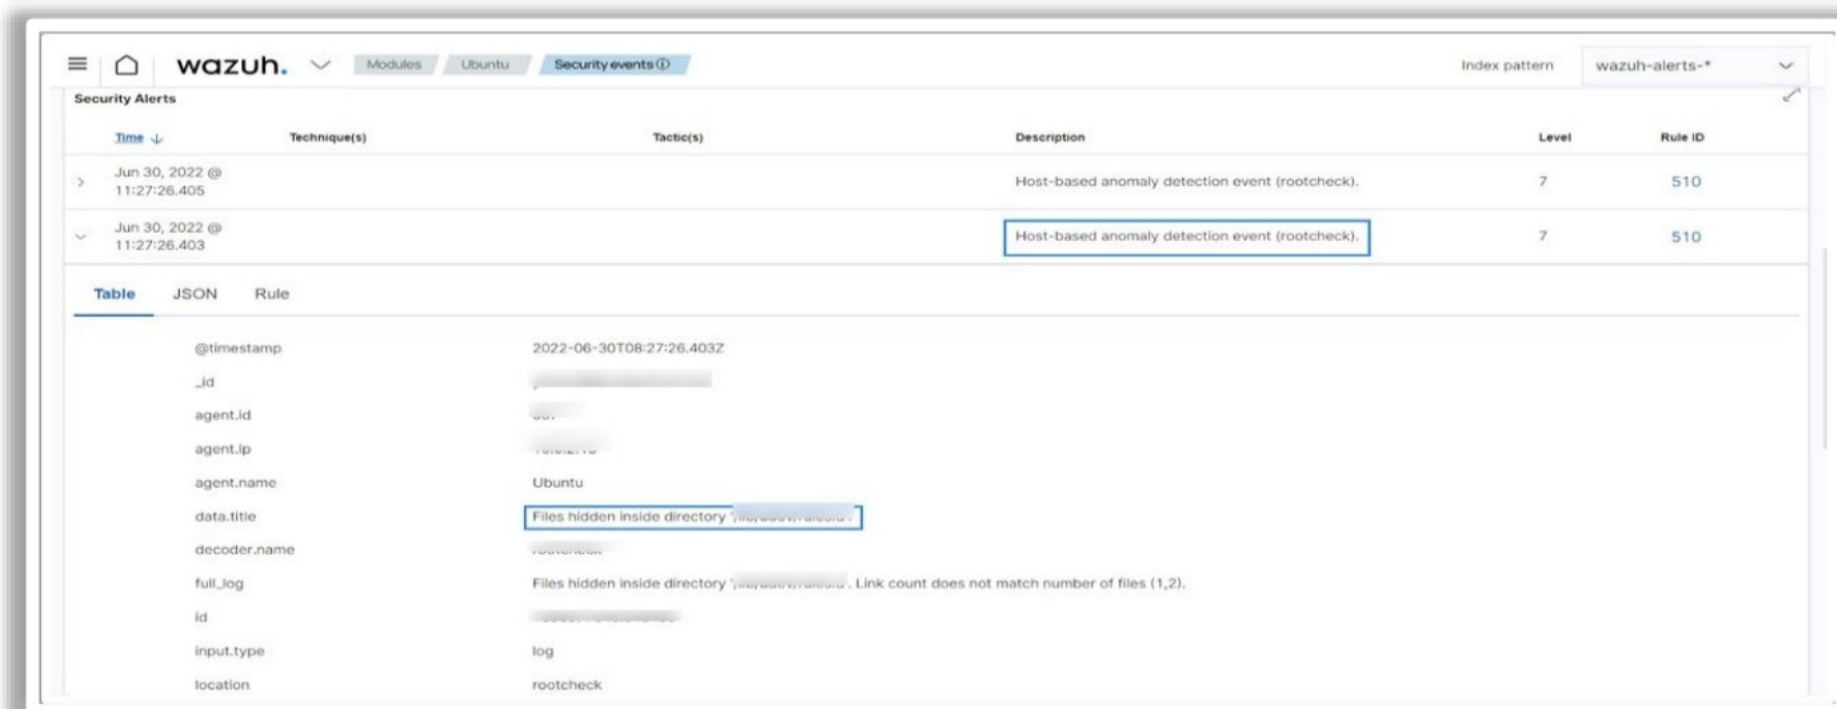 wazuh. Modules Ubuntu Security events Index pattern wazuh-alerts-*
Security Alerts
Time ↓ Technique(s) Tactic(s) Description Level Rule ID
Jun 30, 2022 @
11:27:26.405 Host-based anomaly detection event (rootcheck). 7 510
Jun 30, 2022 @
11:27:26.403 Host-based anomaly detection event (rootcheck). 7 510
Table JSON Rule
@timestamp 2022-06-30T08:27:26.403Z
_id
agent.id
agent.ip
agent.name Ubuntu
data.title Files hidden inside directory '
decoder.name
full_log Files hidden inside directory ' . Link count does not match number of files (1,2).
id
input.type log
location rootcheck